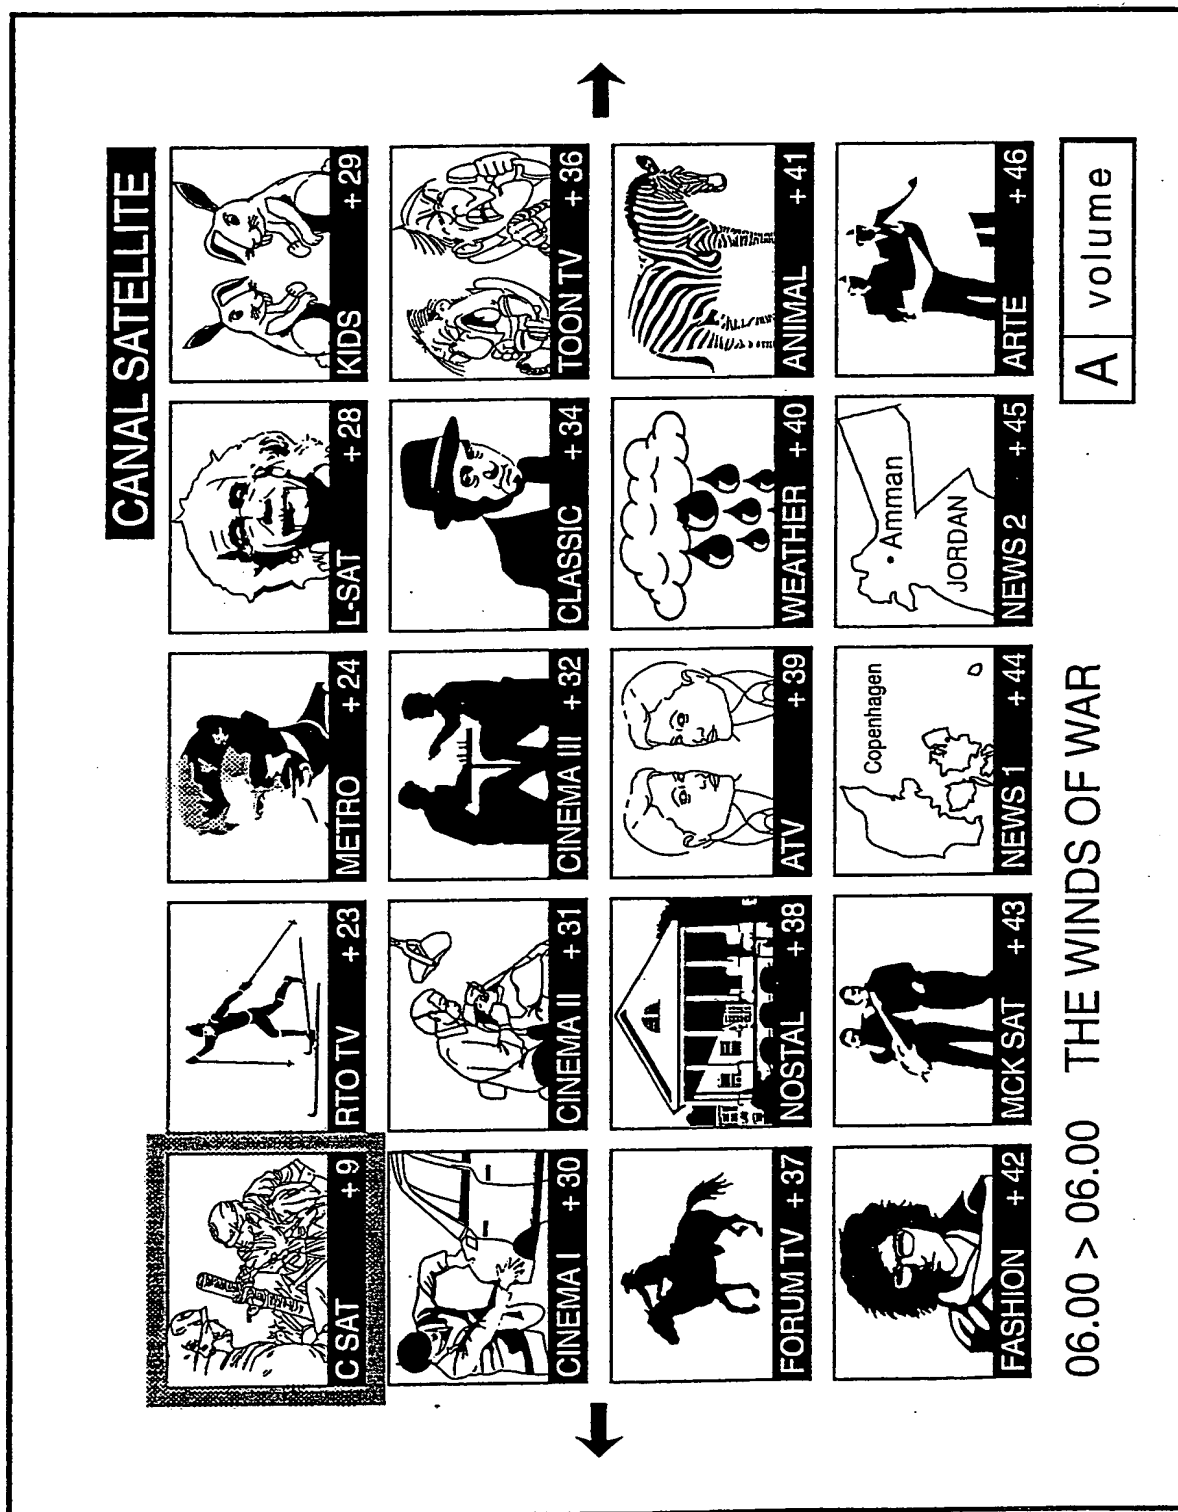 CANAL SATELLITE
C SAT +9
RTO TV +23
METRO +24
L-SAT +28
KIDS +29
CINEMA I +30
CINEMA II +31
CINEMA III +32
CLASSIC +34
TOON TV +36
FORUM TV +37
NOSTAL +38
ATV +39
WEATHER +40
ANIMAL +41
Copenhagen
Amman
JORDAN
FASHION +42
MCK SAT +43
NEWS 1 +44
NEWS 2 +45
ARTE +46
06.00 > 06.00 THE WINDS OF WAR
A volume